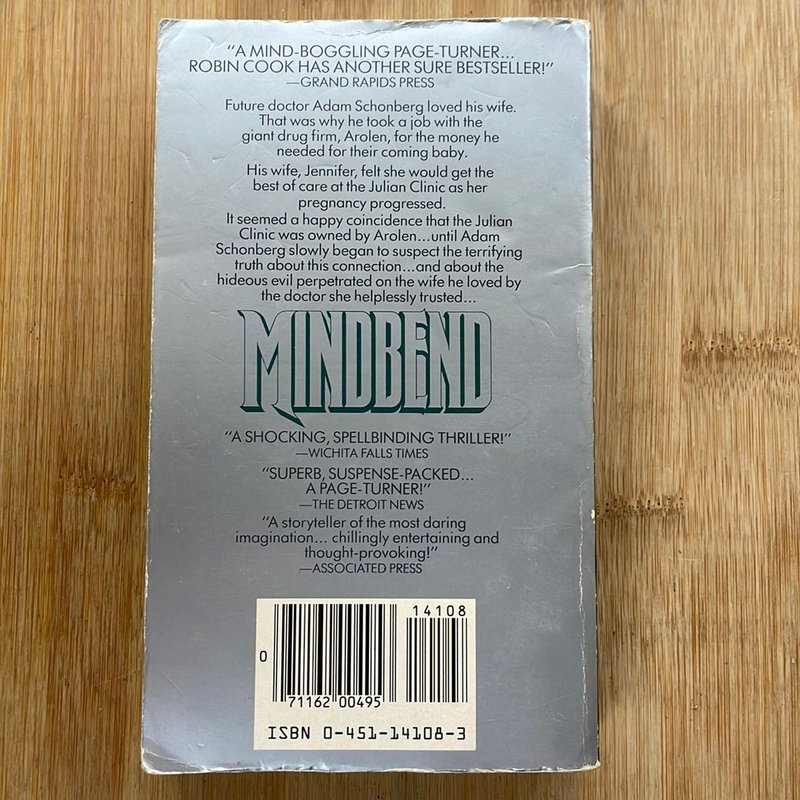 "A MIND-BOGGLING PAGE-TURNER...
ROBIN COOK HAS ANOTHER SURE BESTSELLER!"
—GRAND RAPIDS PRESS
Future doctor Adam Schonberg loved his wife.
That was why he took a job with the
giant drug firm, Arolen, for the money he
needed for their coming baby.
His wife, Jennifer, felt she would get the
best of care at the Julian Clinic as her
pregnancy progressed.
It seemed a happy coincidence that the Julian
Clinic was owned by Arolen...until Adam
Schonberg slowly began to suspect the terrifying
truth about this connection...and about the
hideous evil perpetrated on the wife he loved by
the doctor she helplessly trusted...
MINDBEND
"A SHOCKING, SPELLBINDING THRILLER!"
—WICHITA FALLS TIMES
"SUPERB, SUSPENSE-PACKED...
A PAGE-TURNER!"
—THE DETROIT NEWS
"A storyteller of the most daring
imagination... chillingly entertaining and
thought-provoking!"
—ASSOCIATED PRESS
14108
0
71162 00495
ISBN 0-451-14108-3